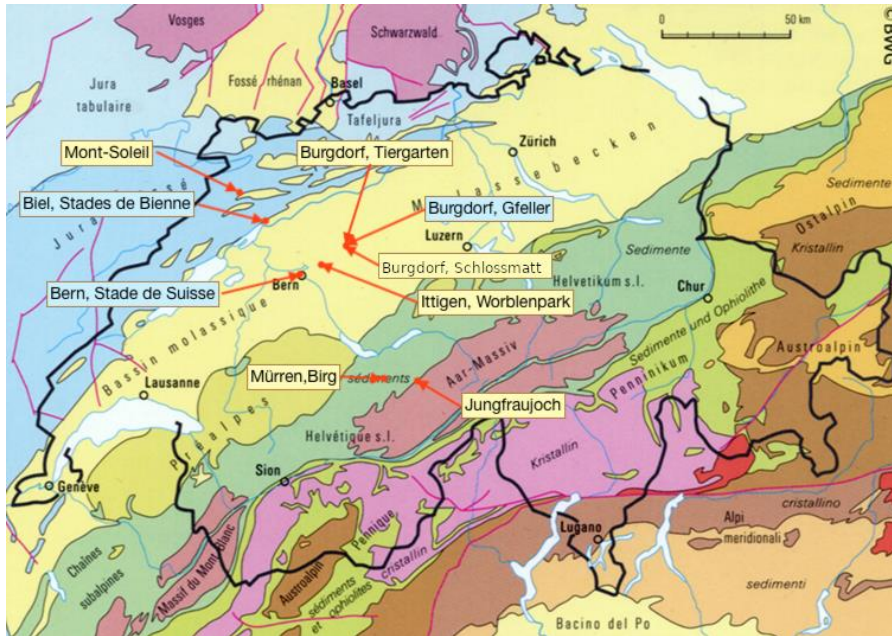 Vosges
Schwarzwald
0 50 km
©BWG
Fossé rhénan
Basel
Jura
tabulaire
Tafeljura
Zürich
Mont-Soleil
Burgdorf, Tiergarten
Molassebecken
Biel, Stades de Bienne
Burgdorf, Gfeller
Sedimente
Ostalpin
Luzern
Kristallin
Burgdorf, Schlossmatt
Sedimente
Helvetikum s.l.
Bern, Stade de Suisse
Bern
Ittigen, Worblenpark
Chur
Bassin molassique
Sedimente und Ophiolithe
Aar-Massiv
Austroalpin
Penninikum
Mürren,Birg
sédiments
Lausanne
Jungfraujoch
Préalpes
Helvétique s.l.
Kristallin
Sion
Genève
cristallino
Lugano
Alpi
meridionali
Pennique
cristallin
Chaînes
subalpines
Massif du Mont Blanc
Austroalpin
sédiments
et ophiolites
sedimenti
Bacino del Po